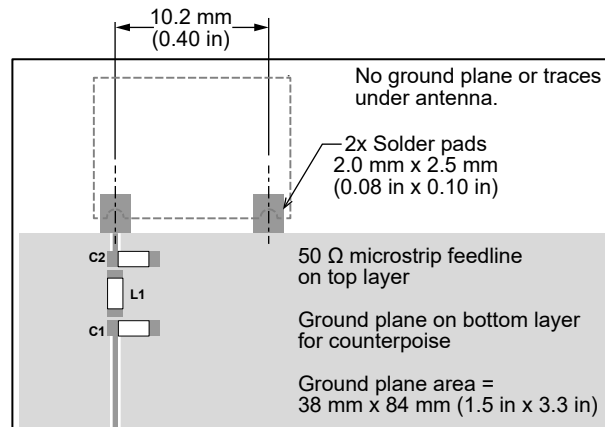 10.2 mm
(0.40 in)
No ground plane or traces
under antenna.
2x Solder pads
2.0 mm x 2.5 mm
(0.08 in x 0.10 in)
C2
50 Ω microstrip feedline
on top layer
L1
C1
Ground plane on bottom layer
for counterpoise
Ground plane area =
38 mm x 84 mm (1.5 in x 3.3 in)